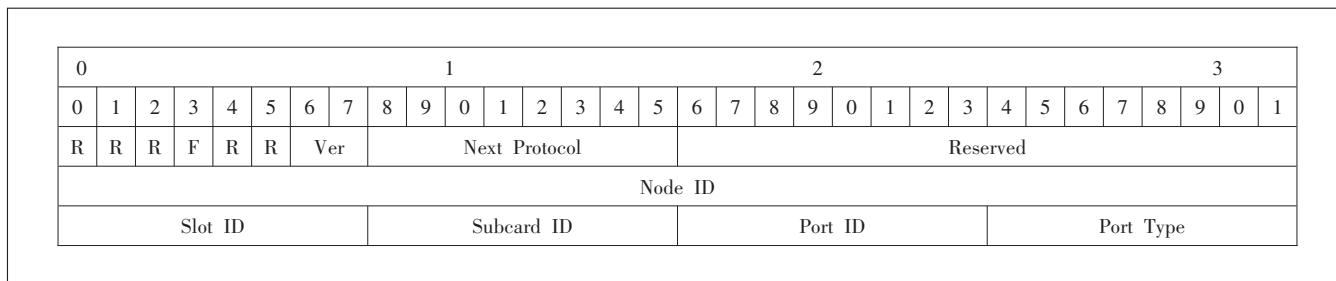 0 1 2 3
0 1 2 3 4 5 6 7 8 9 0 1 2 3 4 5 6 7 8 9 0 1 2 3 4 5 6 7 8 9 0 1
R R R F R R Ver Next Protocol Reserved
Node ID
Slot ID Subcard ID Port ID Port Type